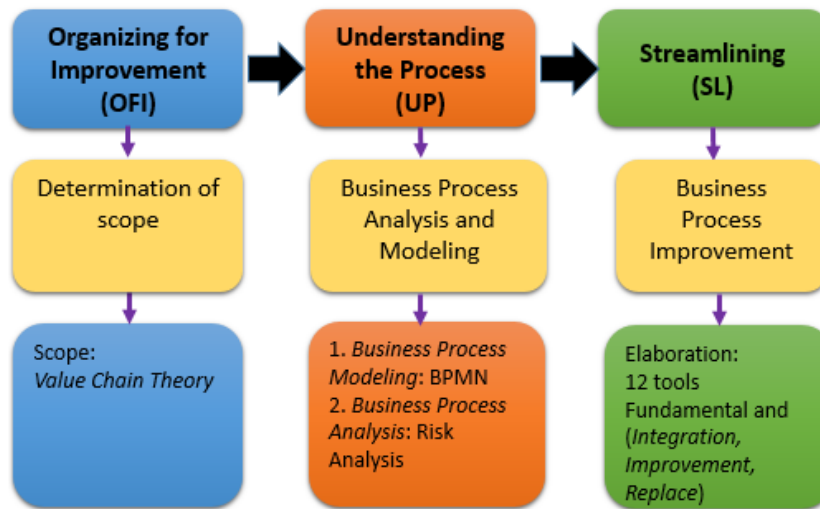 Organizing for
Improvement
(OFI)
Understanding
the Process
(UP)
Streamlining
(SL)
Determination of
scope
Business Process
Analysis and
Modeling
Business
Process
Improvement
Scope:
Value Chain Theory
1. Business Process
Modeling: BPMN
2. Business Process
Analysis: Risk
Analysis
Elaboration:
12 tools
Fundamental and
(Integration,
Improvement,
Replace)